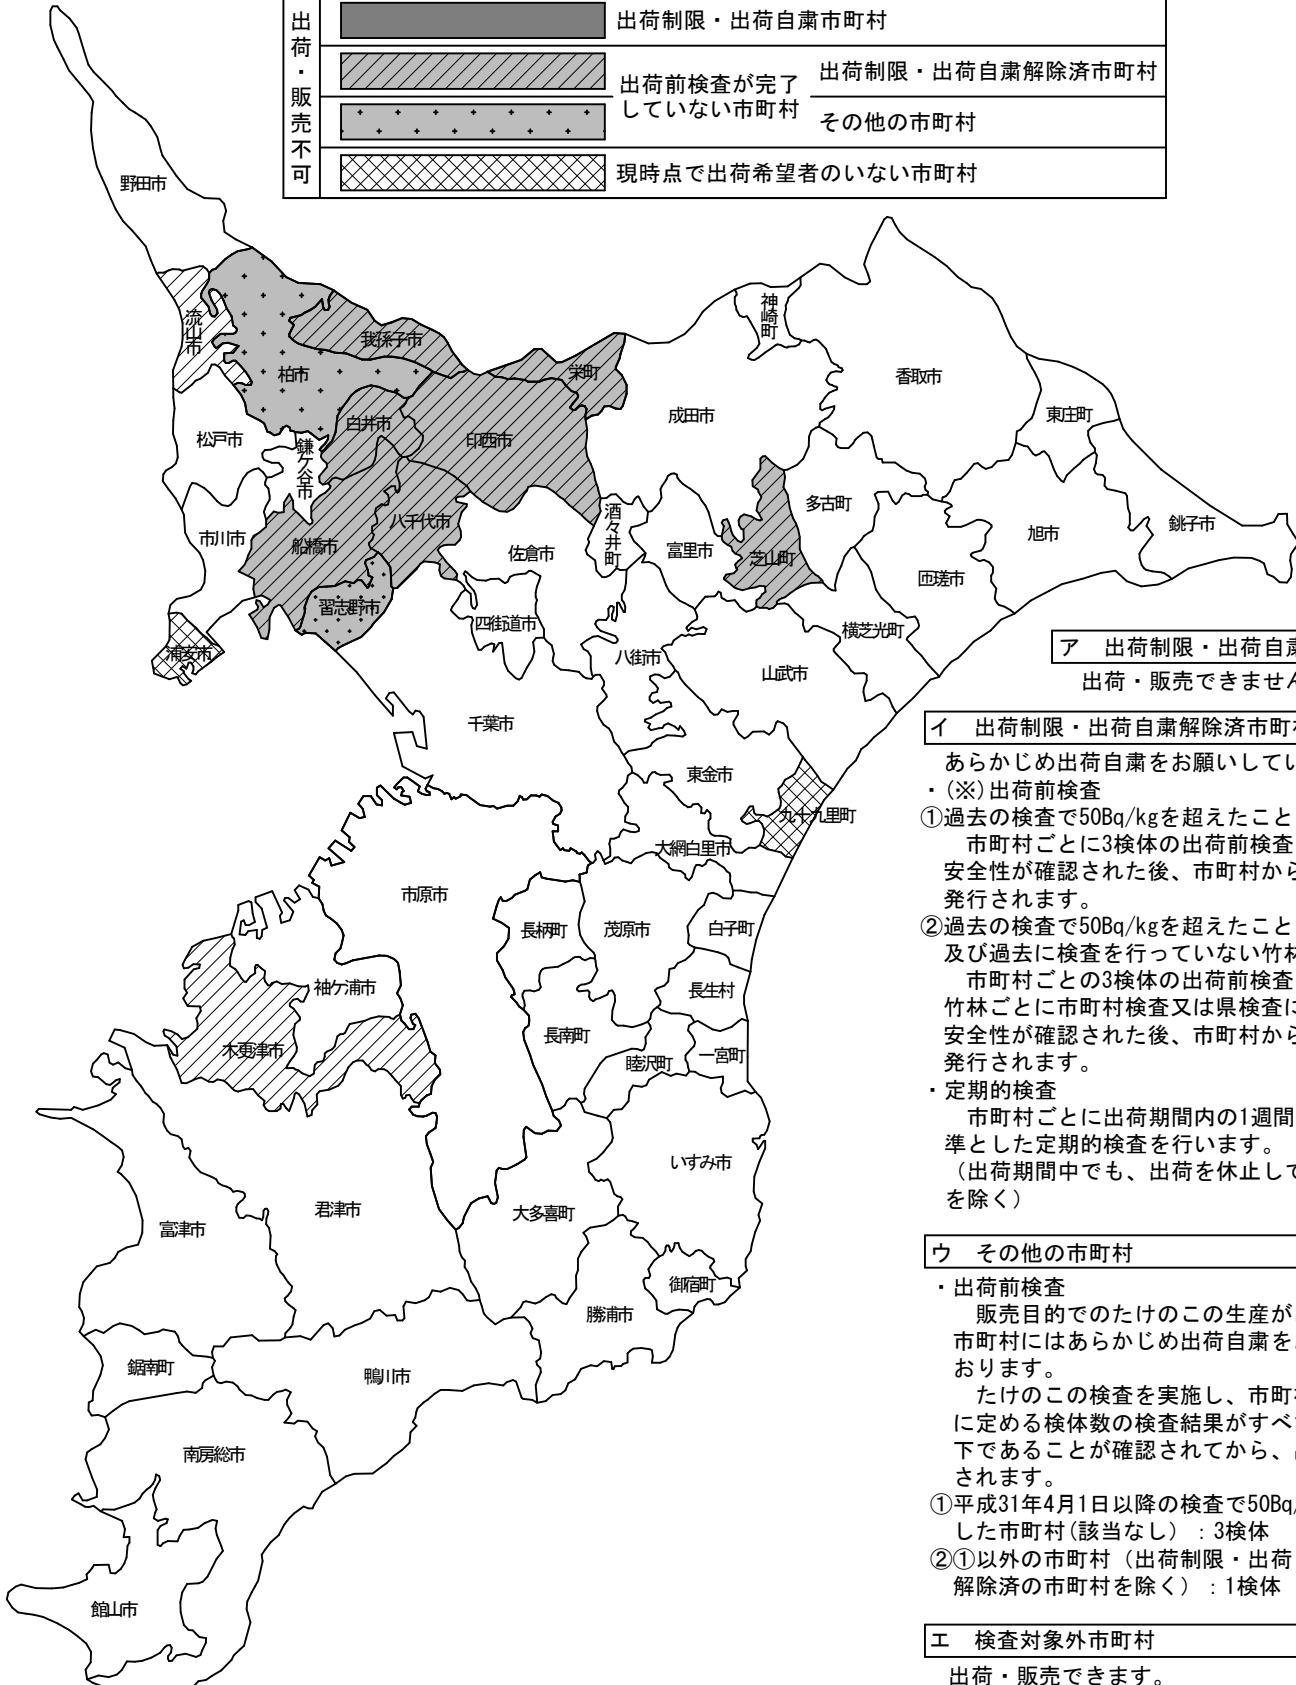 出荷・販売不可
出荷制限・出荷自粛市町村
出荷前検査が完了
していない市町村
出荷制限・出荷自粛解除済市町村
その他の市町村
現時点で出荷希望者のいない市町村
野田市
流山市
柏市
我孫子市
栄町
神崎町
香取市
東庄町
成田市
松戸市
鎌ケ谷市
白井市
印西市
市川市
船橋市
八千代市
佐倉市
酒々井町
富里市
芝山町
多古町
旭市
銚子市
匝瑳市
習志野市
四街道市
浦安市
八街市
横芝光町
山武市
千葉市
東金市
九十九里町
大網白里市
市原市
長柄町
茂原市
白子町
袖ケ浦市
長生村
木更津市
長南町
睦沢町
一宮町
いすみ市
大多喜町
君津市
富津市
御宿町
勝浦市
鋸南町
鴨川市
南房総市
館山市
ア　出荷制限・出荷自粛
出荷・販売できません
イ　出荷制限・出荷自粛解除済市町村
あらかじめ出荷自粛をお願いしてい
・(※)出荷前検査
①過去の検査で50Bq/kgを超えたこと
市町村ごとに3検体の出荷前検査
安全性が確認された後、市町村から
発行されます。
②過去の検査で50Bq/kgを超えたこと
及び過去に検査を行っていない竹林
市町村ごとの3検体の出荷前検査
竹林ごとに市町村検査又は県検査に
安全性が確認された後、市町村から
発行されます。
・定期的検査
市町村ごとに出荷期間内の1週間
準とした定期的検査を行います。
（出荷期間中でも、出荷を休止して
を除く）
ウ　その他の市町村
・出荷前検査
販売目的でのたけのこの生産が
市町村にはあらかじめ出荷自粛を
おります。
たけのこの検査を実施し、市町村
に定める検体数の検査結果がすべ
下であることが確認されてから、
されます。
①平成31年4月1日以降の検査で50Bq/
した市町村(該当なし）：3検体
②①以外の市町村（出荷制限・出荷
解除済の市町村を除く）：1検体
エ　検査対象外市町村
出荷・販売できます。